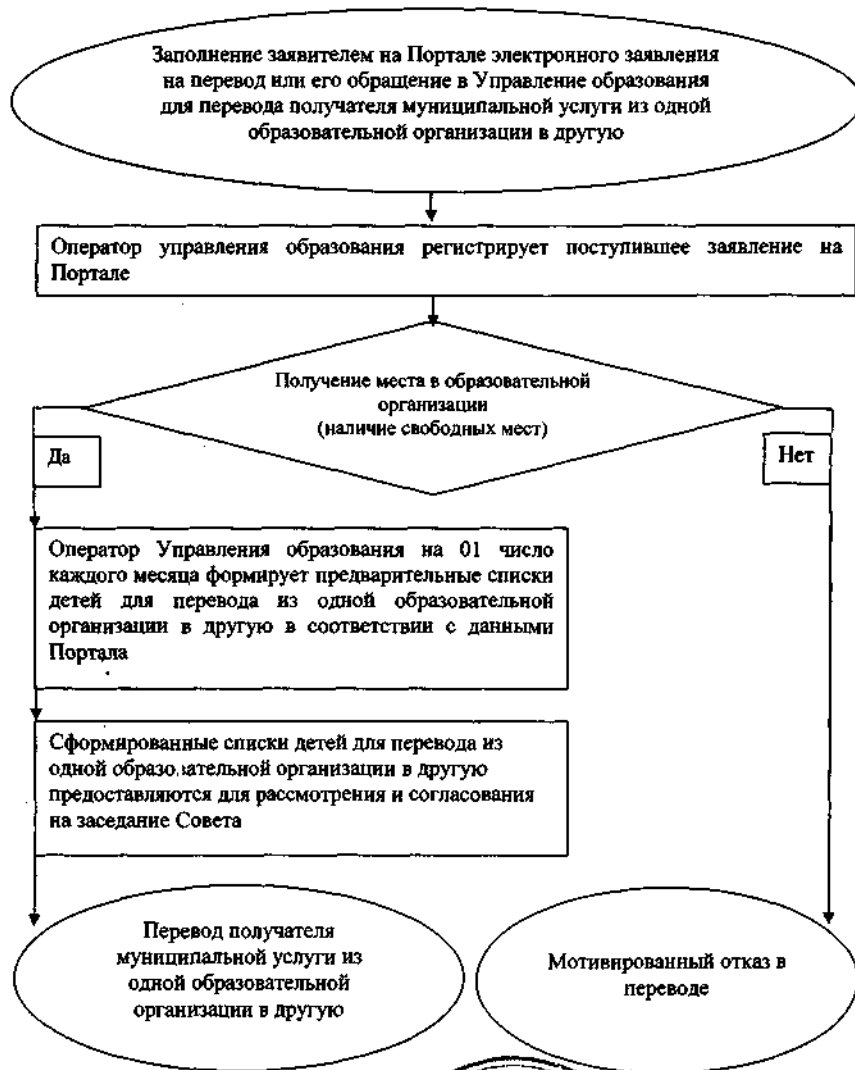 Заполнение заявителем на Портале электронного заявления
на перевод или его обращение в Управление образования
для перевода получателя муниципальной услуги из одной
образовательной организации в другую
Оператор управления образования регистрирует поступившее заявление на
Портале
Получение места в образовательной
организации
(наличие свободных мест)
Да
Нет
Оператор Управления образования на 01 число
каждого месяца формирует предварительные списки
детей для перевода из одной образовательной
организации в другую в соответствии с данными
Портала
Сформированные списки детей для перевода из
одной образовательной организации в другую
предоставляются для рассмотрения и согласования
на заседание Совета
Перевод получателя
муниципальной услуги из
одной образовательной
организации в другую
Мотивированный отказ в
переводе